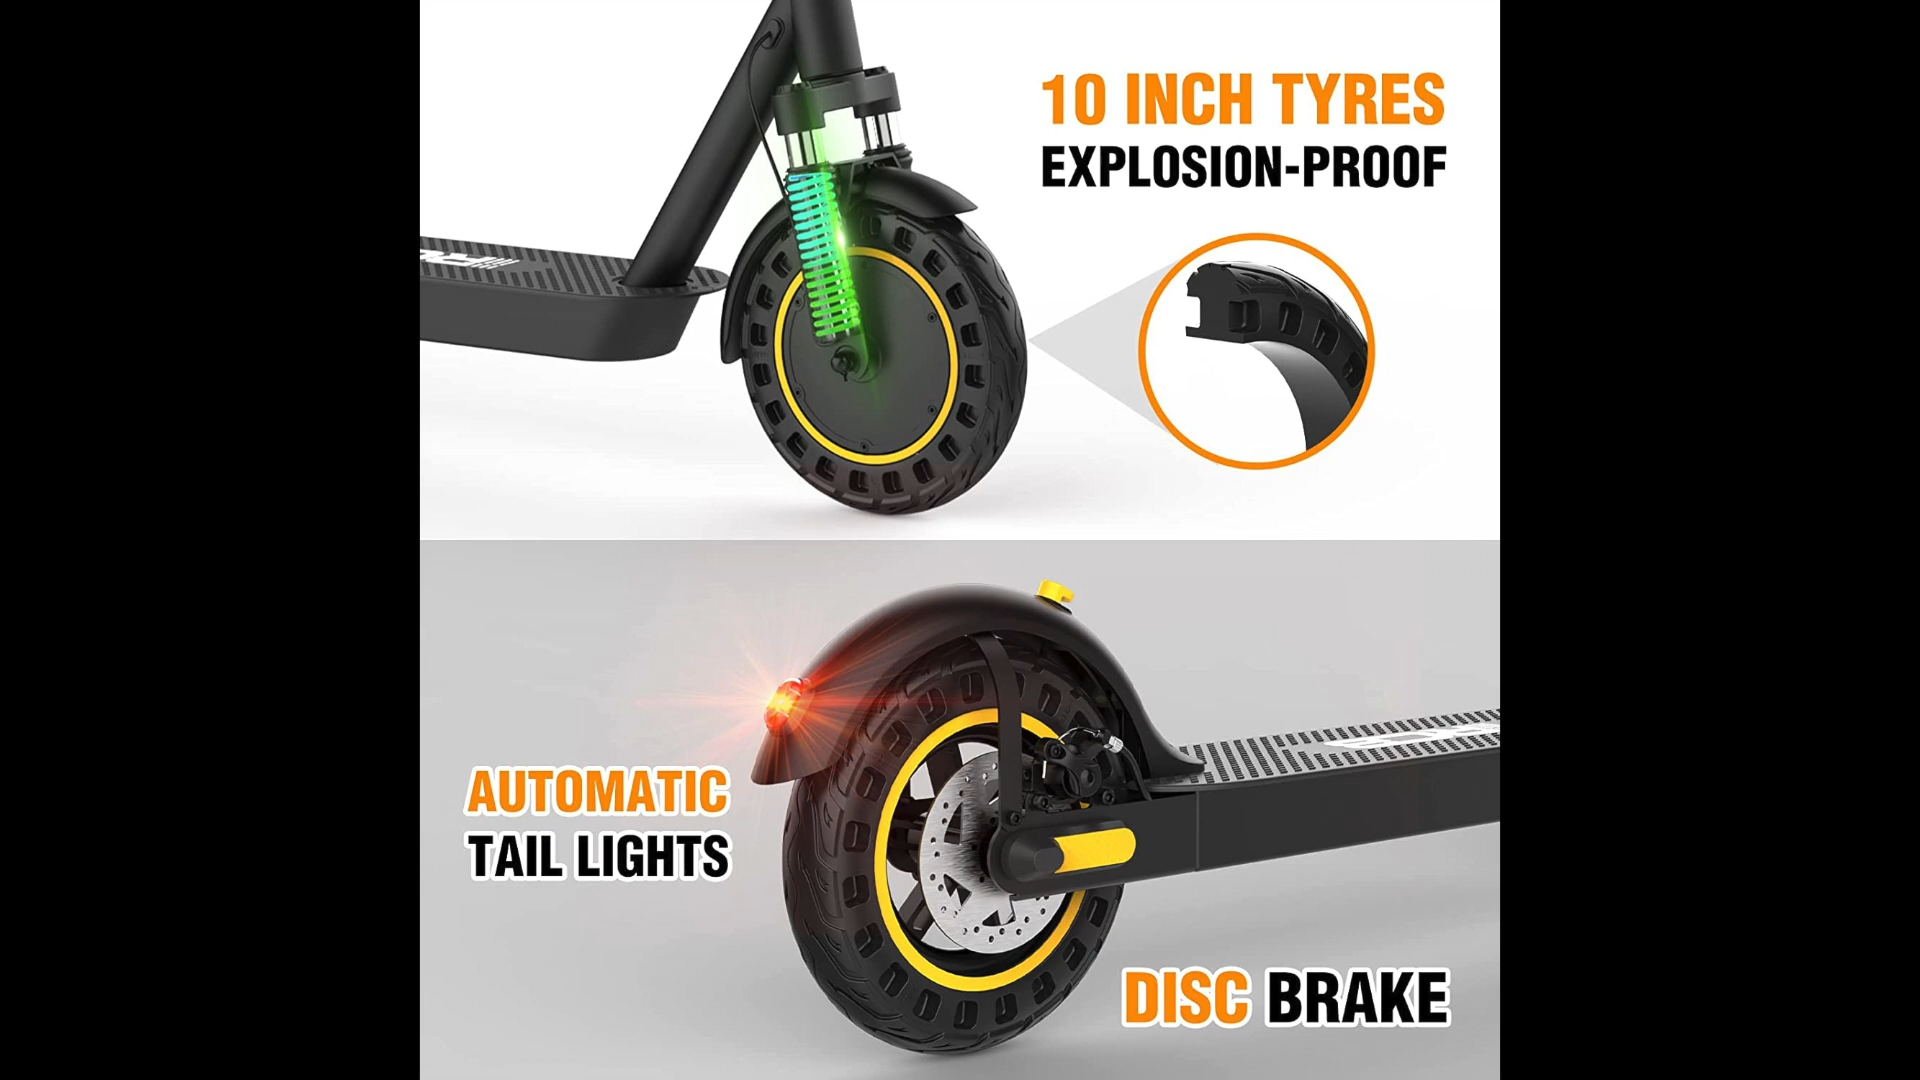 10 INCH TYRES
EXPLOSION-PROOF
AUTOMATIC
TAIL LIGHTS
DISC BRAKE